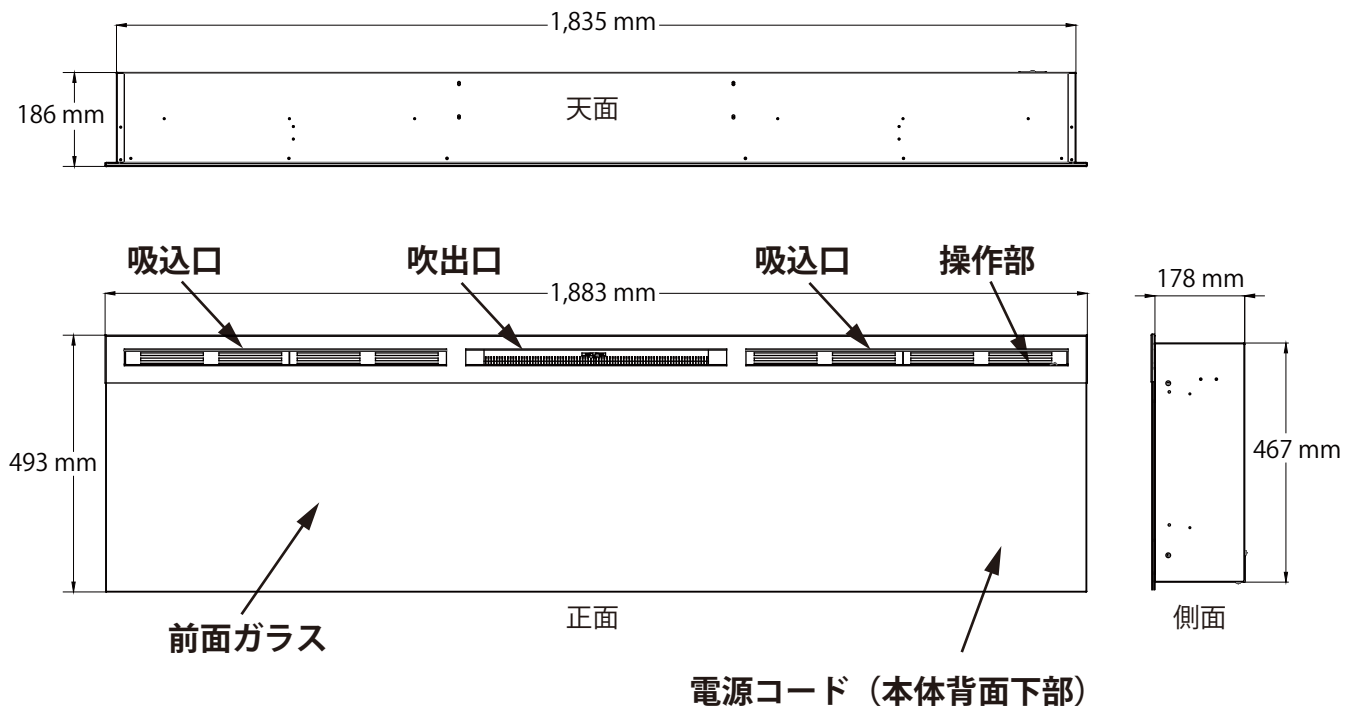 1,835 mm
186 mm
天面
吸込口
吹出口
吸込口
操作部
1,883 mm
178 mm
493 mm
467 mm
前面ガラス
正面
側面
電源コード（本体背面下部）